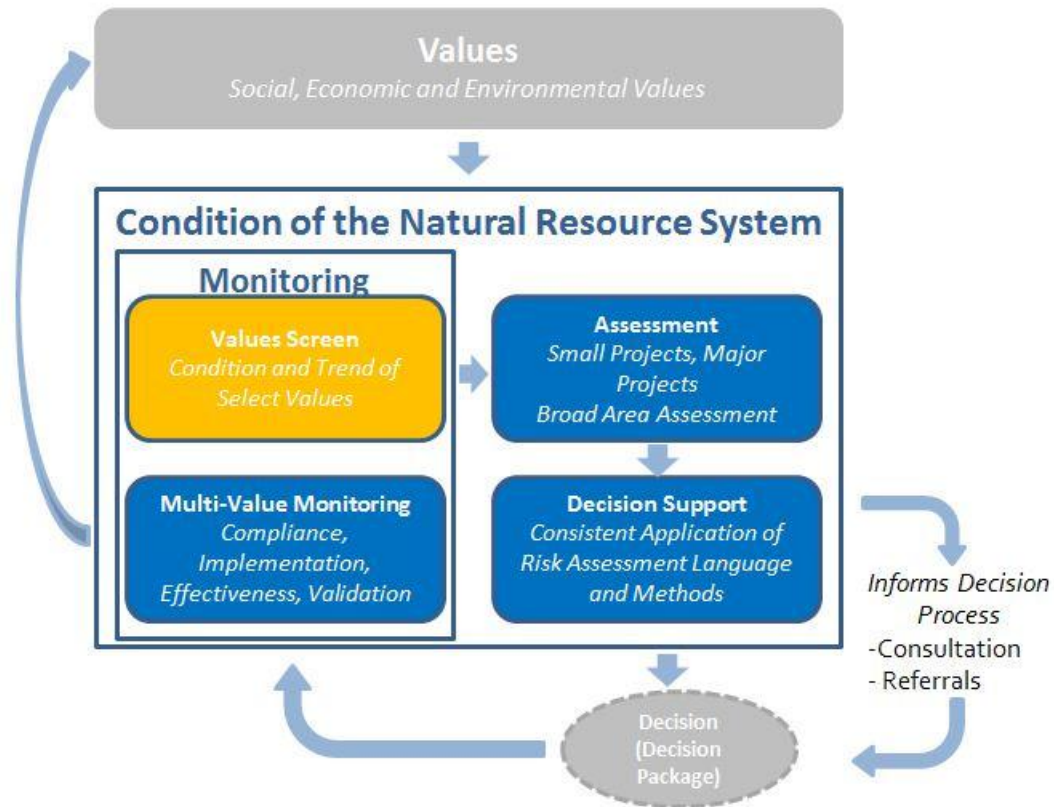 Values
Social, Economic and Environmental Values
Condition of the Natural Resource System
Monitoring
Values Screen
Condition and Trend of
Select Values
Assessment
Small Projects, Major
Projects
Broad Area Assessment
Multi-Value Monitoring
Compliance,
Implementation,
Effectiveness, Validation
Decision Support
Consistent Application of
Risk Assessment Language
and Methods
Informs Decision
Process
-Consultation
- Referrals
Decision
(Decision
Package)